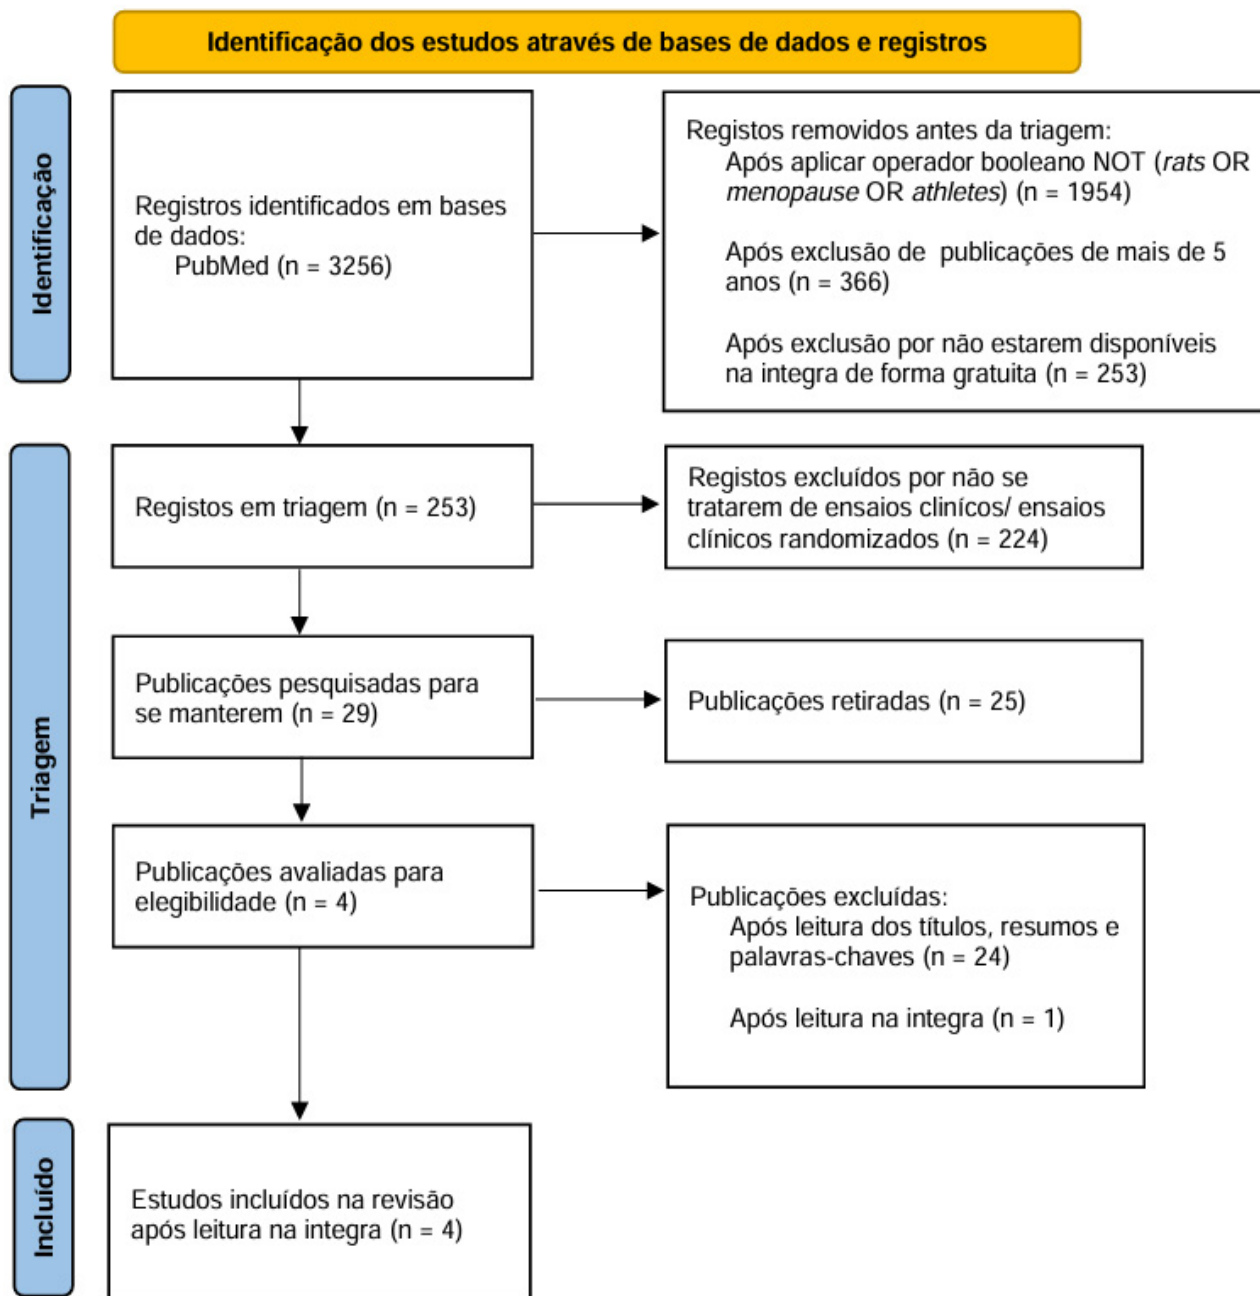 Identificação dos estudos através de bases de dados e registros
Identificação
Registros identificados em bases
de dados:
PubMed (n = 3256)
Registos removidos antes da triagem:
Após aplicar operador booleano NOT (rats OR
menopause OR athletes) (n = 1954)
Após exclusão de publicações de mais de 5
anos (n = 366)
Após exclusão por não estarem disponíveis
na integra de forma gratuita (n = 253)
Triagem
Registos em triagem (n = 253)
Registos excluídos por não se
tratarem de ensaios clinícos/ ensaios
clínicos randomizados (n = 224)
Publicações pesquisadas para
se manterem (n = 29)
Publicações retiradas (n = 25)
Publicações avaliadas para
elegibilidade (n = 4)
Publicações excluídas:
Após leitura dos títulos, resumos e
palavras-chaves (n = 24)
Após leitura na integra (n = 1)
Incluído
Estudos incluídos na revisão
após leitura na integra (n = 4)